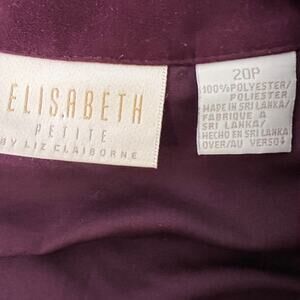 ELISABETH
PETITE
BY LIZ CLAIBORNE
20P
100% POLYESTER/
POLIESTER
MADE IN SRI LANKA/
FABRIQUE A
SRI LANKA/
HECHO EN SRI LANKA
OVER/AU VERSO↓